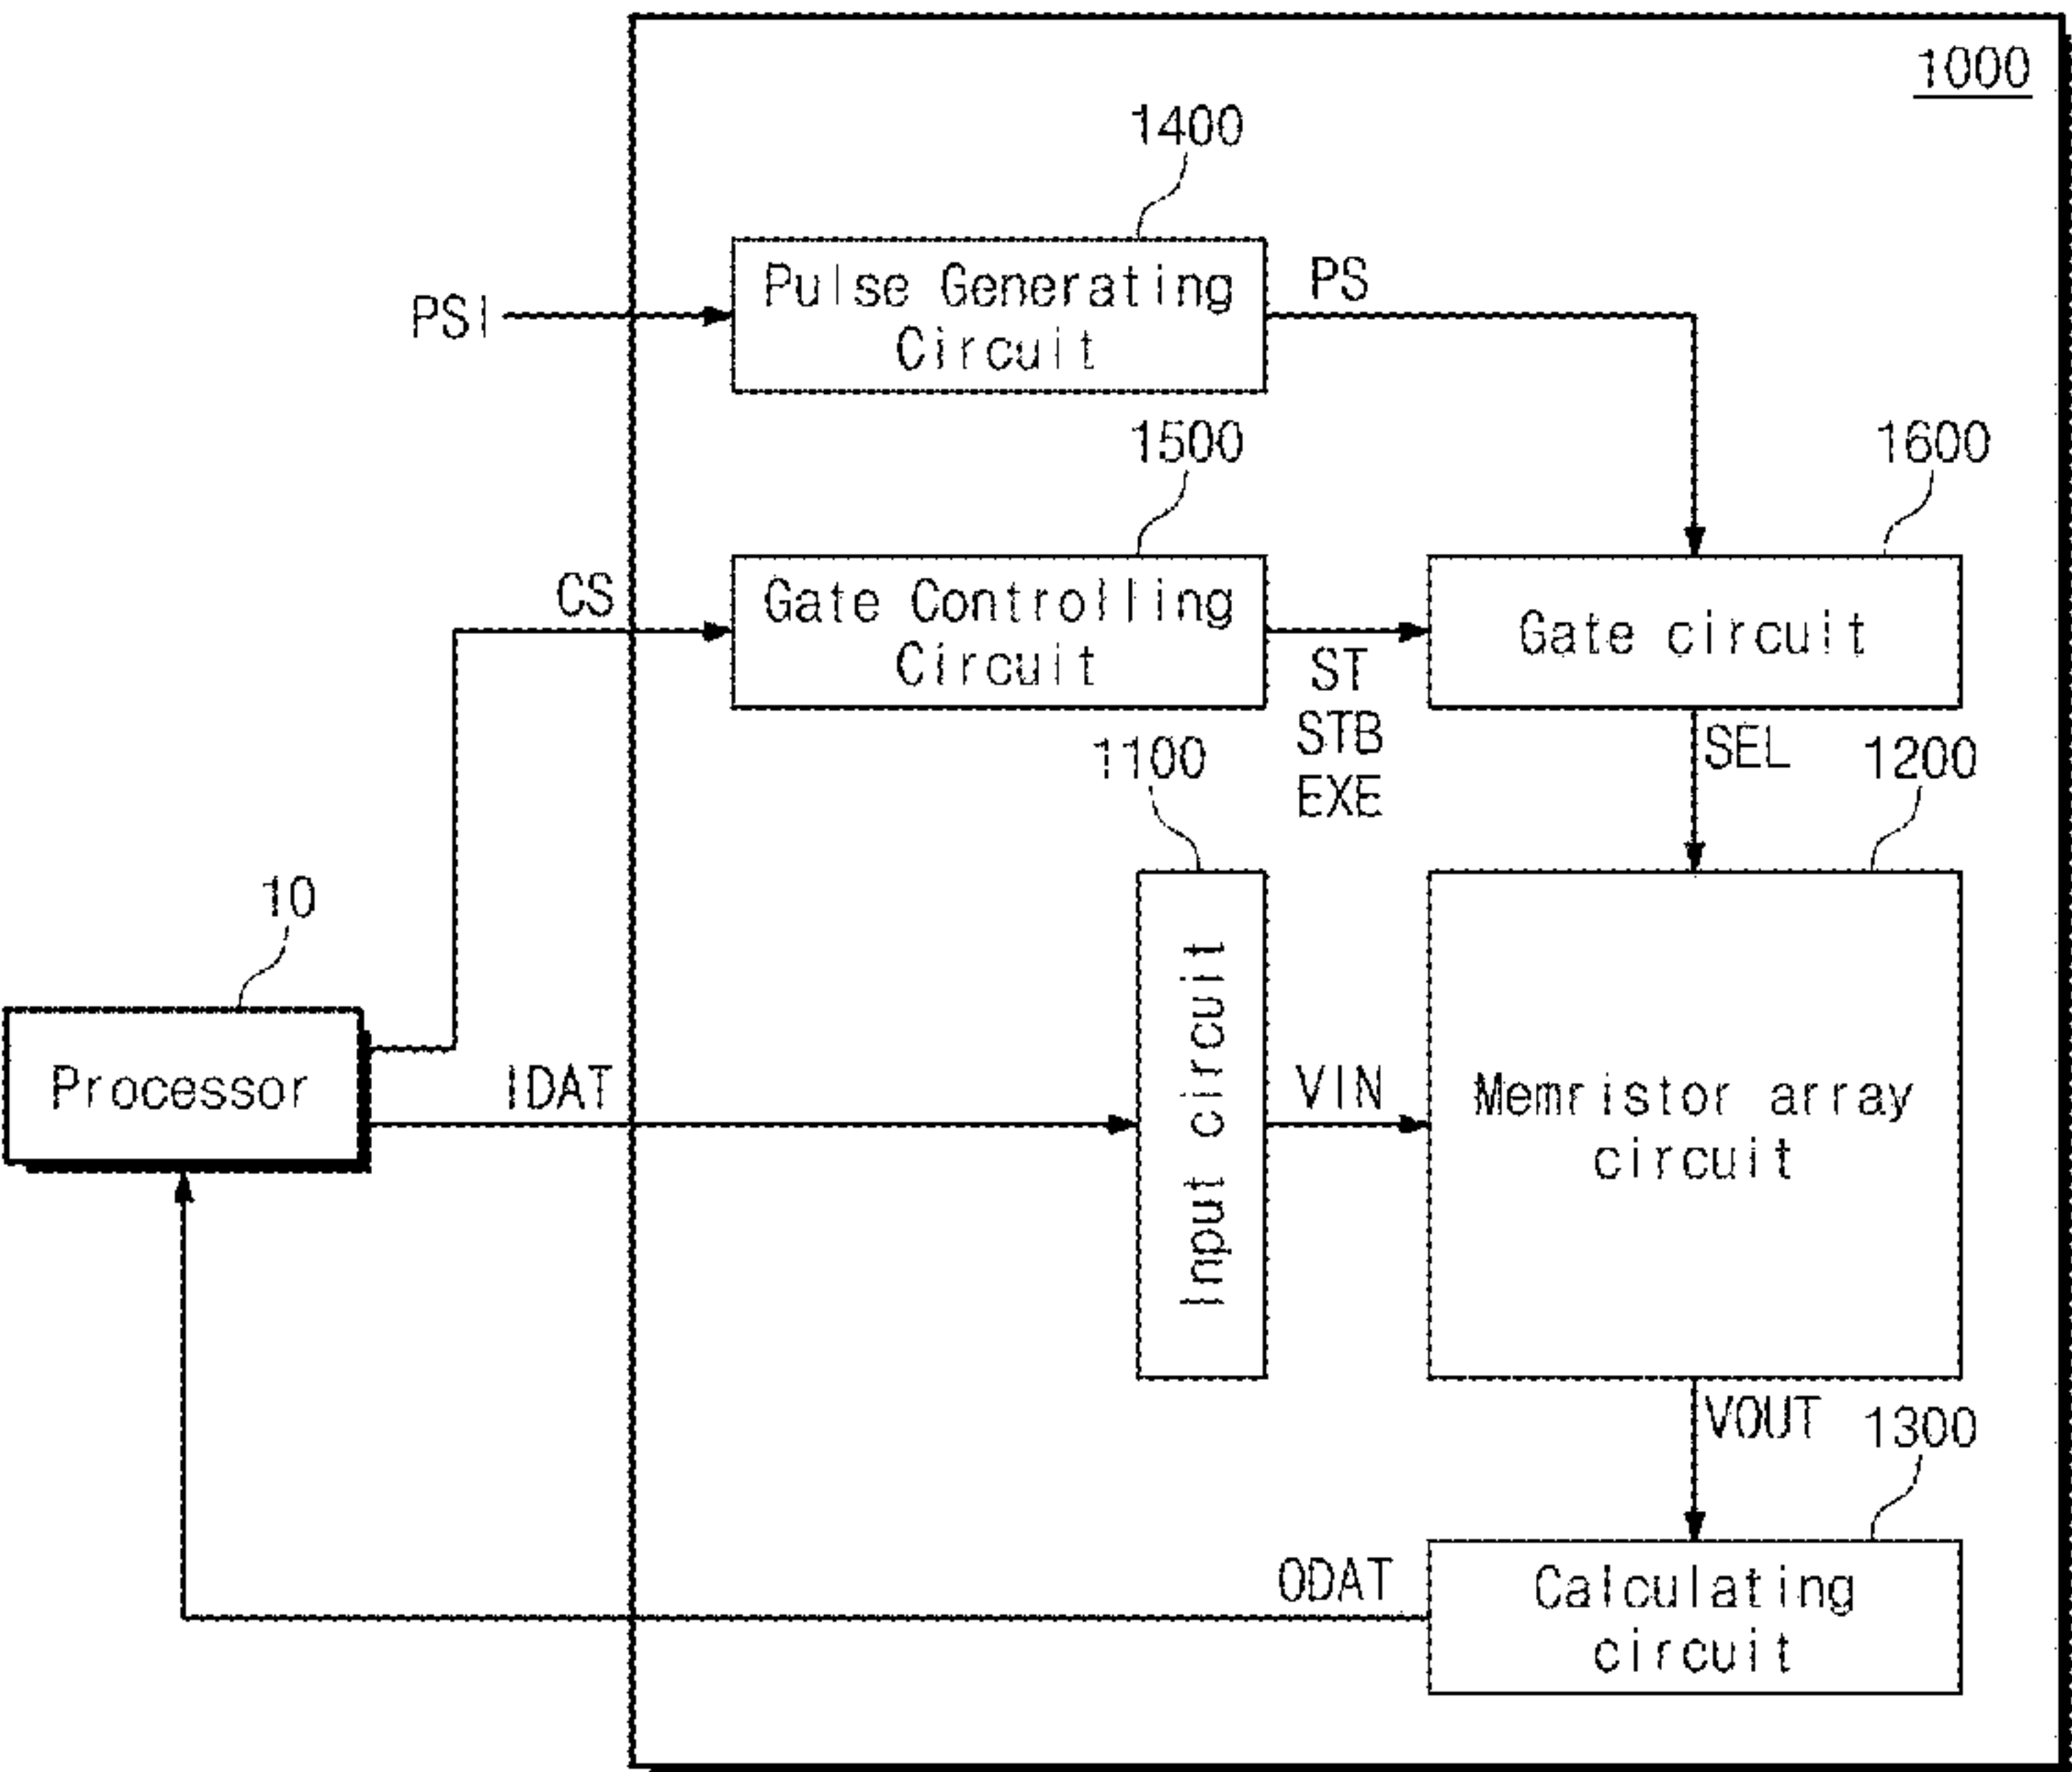 1000
1400
Pulse Generating
Circuit
PSI
PS
1500
1600
CS
Gate Controlling
Circuit
ST
STB
EXE
Gate circuit
SEL
1100
1200
10
Processor
IDAT
Input circuit
VIN
Memristor array
circuit
VOUT
1300
ODAT
Calculating
circuit